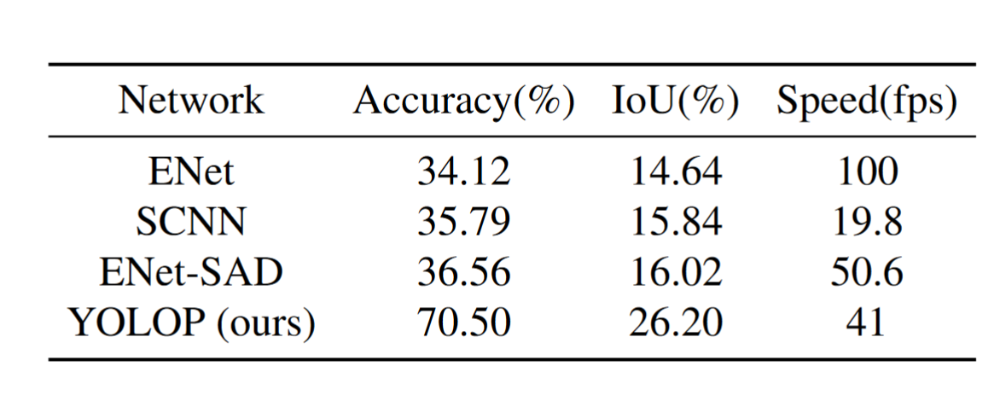 Network Accuracy(%) IoU(%) Speed(fps)
ENet 34.12 14.64 100
SCNN 35.79 15.84 19.8
ENet-SAD 36.56 16.02 50.6
YOLOP (ours) 70.50 26.20 41